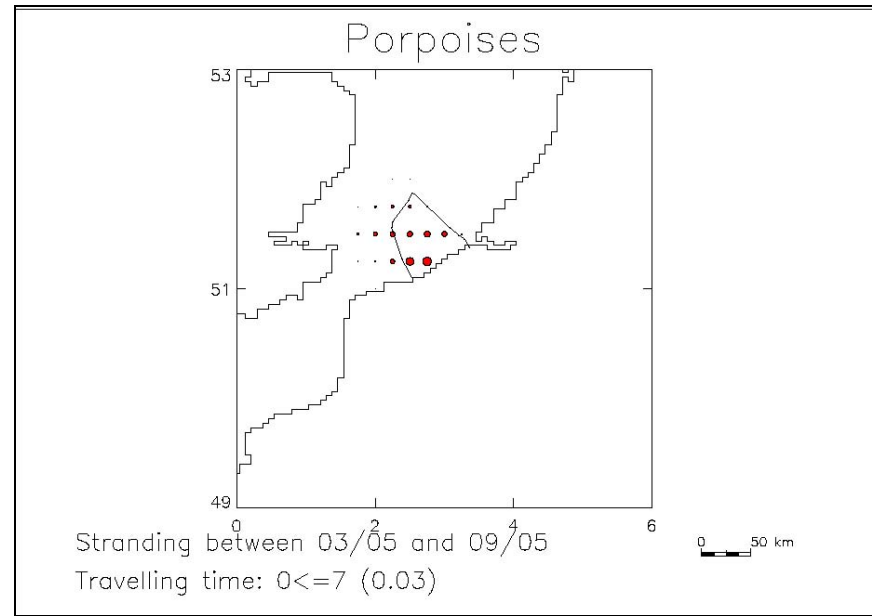 Porpoises
53
51
49
0 2 4 6
Stranding between 03/05 and 09/05
0 50 km
Travelling time: 0<=7 (0.03)